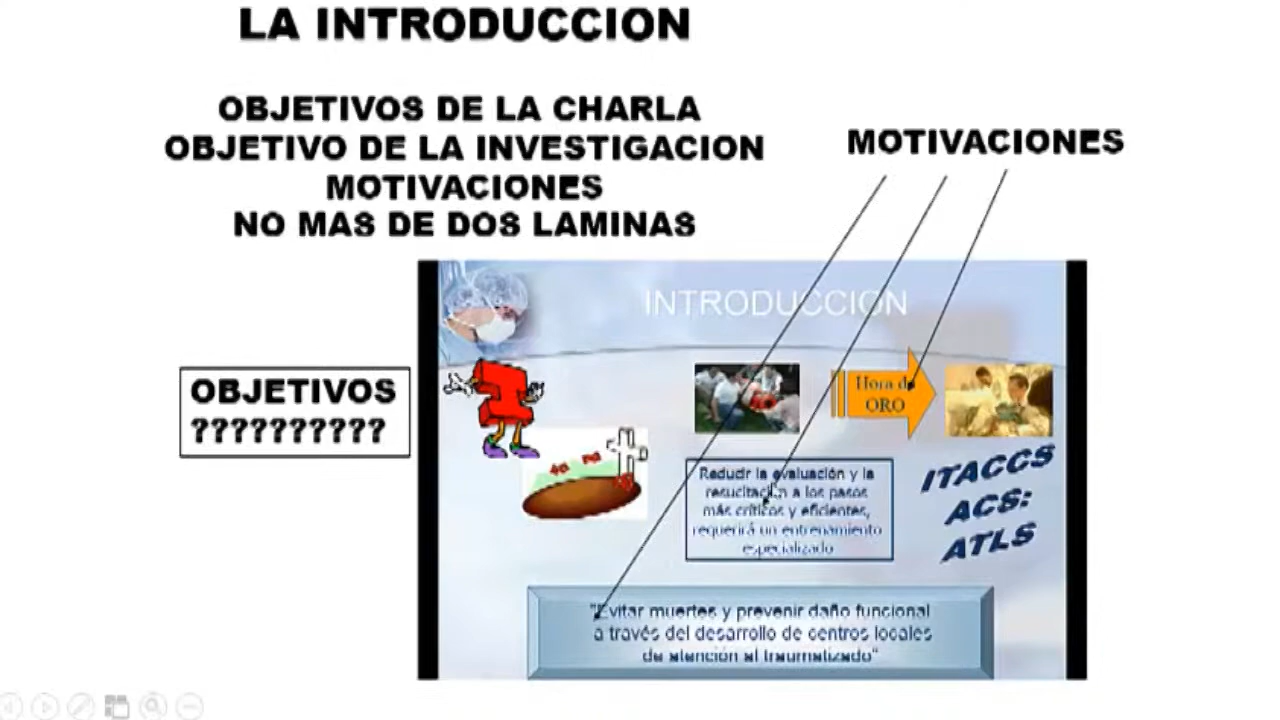 LA INTRODUCCION
OBJETIVOS DE LA CHARLA
OBJETIVO DE LA INVESTIGACION
MOTIVACIONES
NO MAS DE DOS LAMINAS
MOTIVACIONES
OBJETIVOS
??????????
INTRODUCCION
Hora de
ORO
Reducir la evaluación y la
resucitación a los pasos
más críticos y eficientes,
requerirá un entrenamiento
especializado
ITACCS
ACS:
ATLS
"Evitar muertes y prevenir daño funcional
a través del desarrollo de centros locales
de atención al traumatizado"